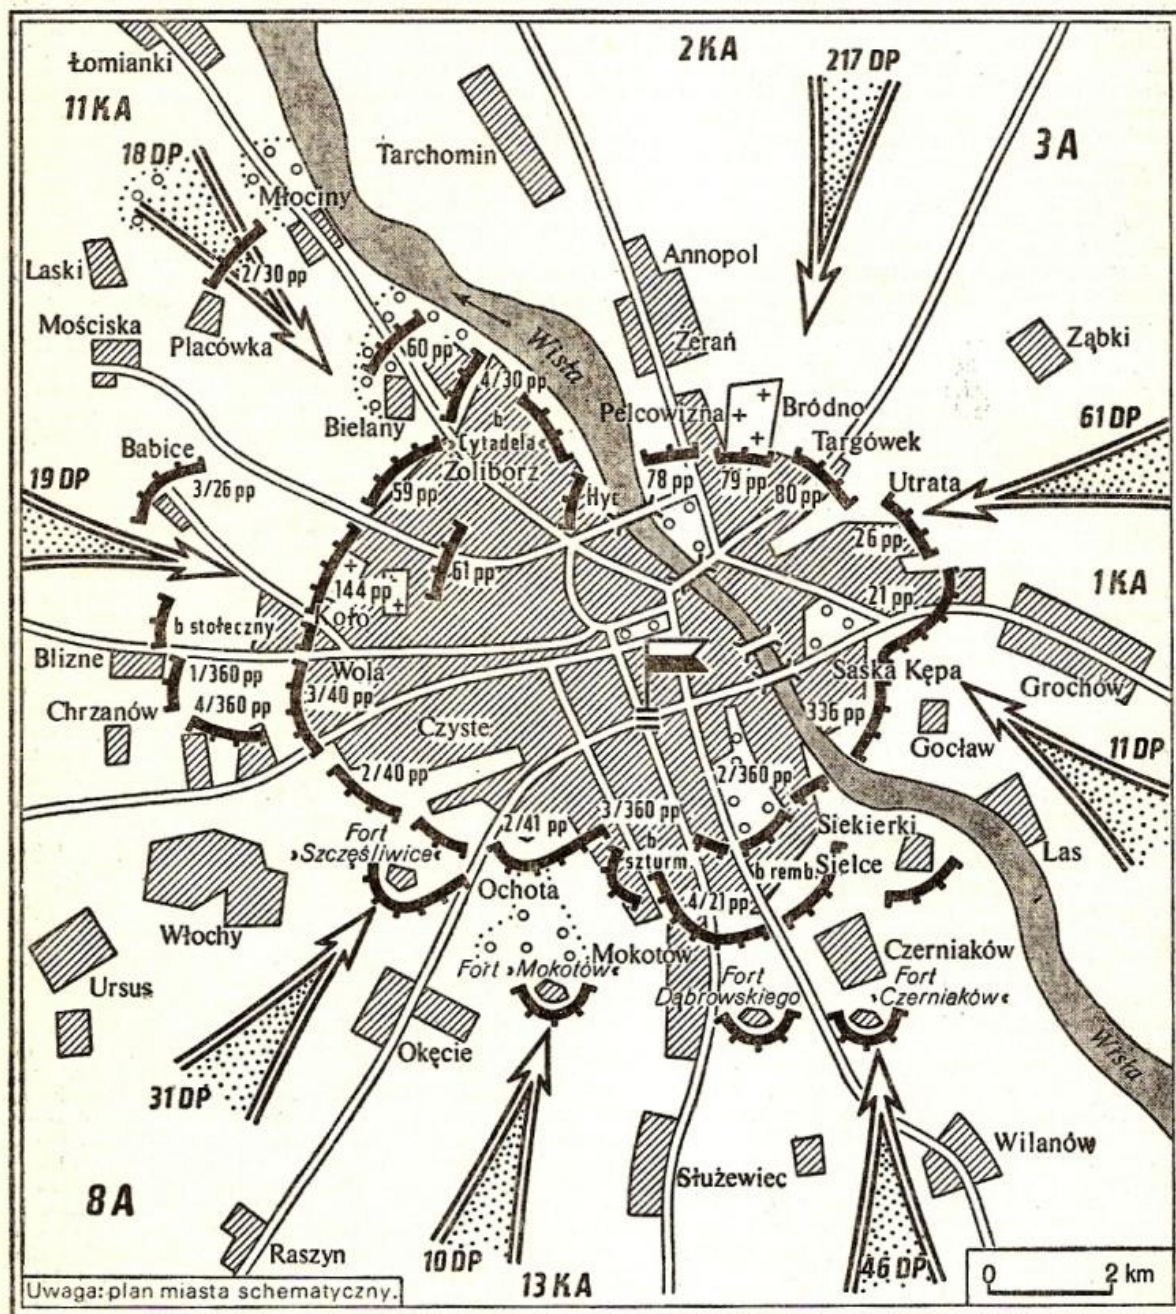 2 KA
217 DP
Łomianki
11 KA
3 A
18 DP
Tarchomin
Młociny
Laski
2/30 pp
Annopol
Mościska
Placówka
60 pp
Wisła
Żerań
Ząbki
4/30 pp
Pelcowizna
Bródno
61 DP
Bielany
b
»Cytadela«
Żoliborz
Targówek
Babice
19 DP
3/26 pp
59 pp
Hyc
78 pp
79 pp
80 pp
Utrata
26 pp
61 pp
144 pp
Koło
21 pp
1 KA
b stołeczny
Blizne
1/360 pp
Wola
Saska Kępa
Grochów
3/40 pp
4/360 pp
Chrzanów
336 pp
Gocław
11 DP
Czyste
2/40 pp
2/360 pp
3/360 pp
2/41 pp
Fort
»Szczęśliwice«
b
szturm.
Siekierki
Las
b remb.
Sielce
Ochota
4/21 pp
Włochy
Mokotów
Czerniaków
Ursus
Fort »Mokotów«
Fort
Dąbrowskiego
Fort
»Czerniaków«
Okęcie
Wisła
31 DP
Wilanów
8 A
Służewiec
Raszyn
10 DP
13 KA
46 DP
0 2 km
Uwaga: plan miasta schematyczny.